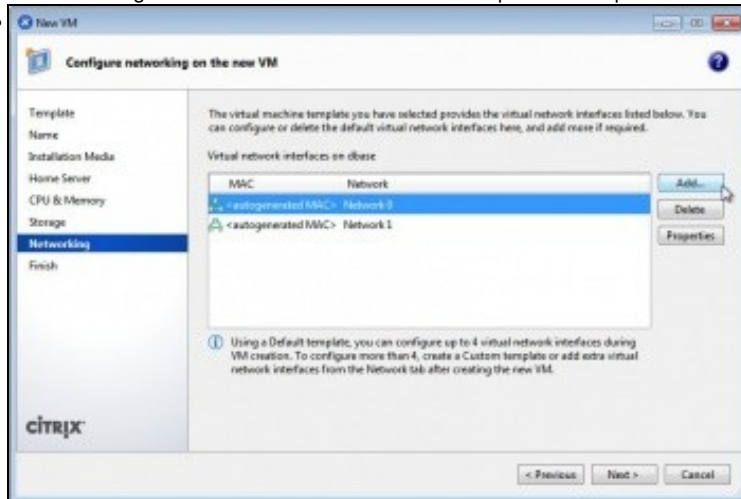 New VM
Configure networking on the new VM
Template
Name
Installation Media
Home Server
CPU & Memory
Storage
Networking
Finish
The virtual machine template you have selected provides the virtual network interfaces listed below. You
can configure or delete the default virtual network interfaces here, and add more if required.
Virtual network interfaces on dbase
MAC Network
<autogenerated MAC> Network 0
<autogenerated MAC> Network 1
Add...
Delete
Properties
Using a Default template, you can configure up to 4 virtual network interfaces during
VM creation. To configure more than 4, create a Custom template or add extra virtual
network interfaces from the Network tab after creating the new VM.
CITRIX
< Previous Next > Cancel